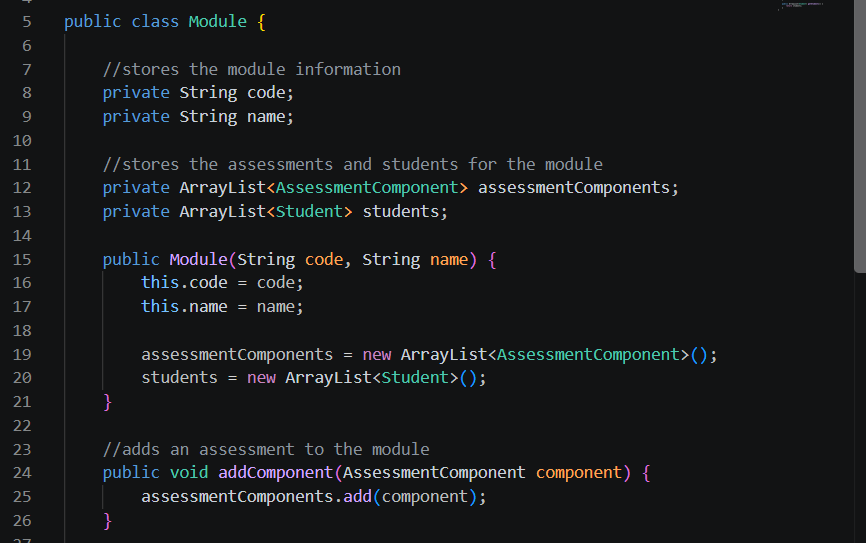 5 public class Module {
6
7 //stores the module information
8 private String code;
9 private String name;
10
11 //stores the assessments and students for the module
12 private ArrayList<AssessmentComponent> assessmentComponents;
13 private ArrayList<Student> students;
14
15 public Module(String code, String name) {
16 this.code = code;
17 this.name = name;
18
19 assessmentComponents = new ArrayList<AssessmentComponent>();
20 students = new ArrayList<Student>();
21 }
22
23 //adds an assessment to the module
24 public void addComponent(AssessmentComponent component) {
25 assessmentComponents.add(component);
26 }
27